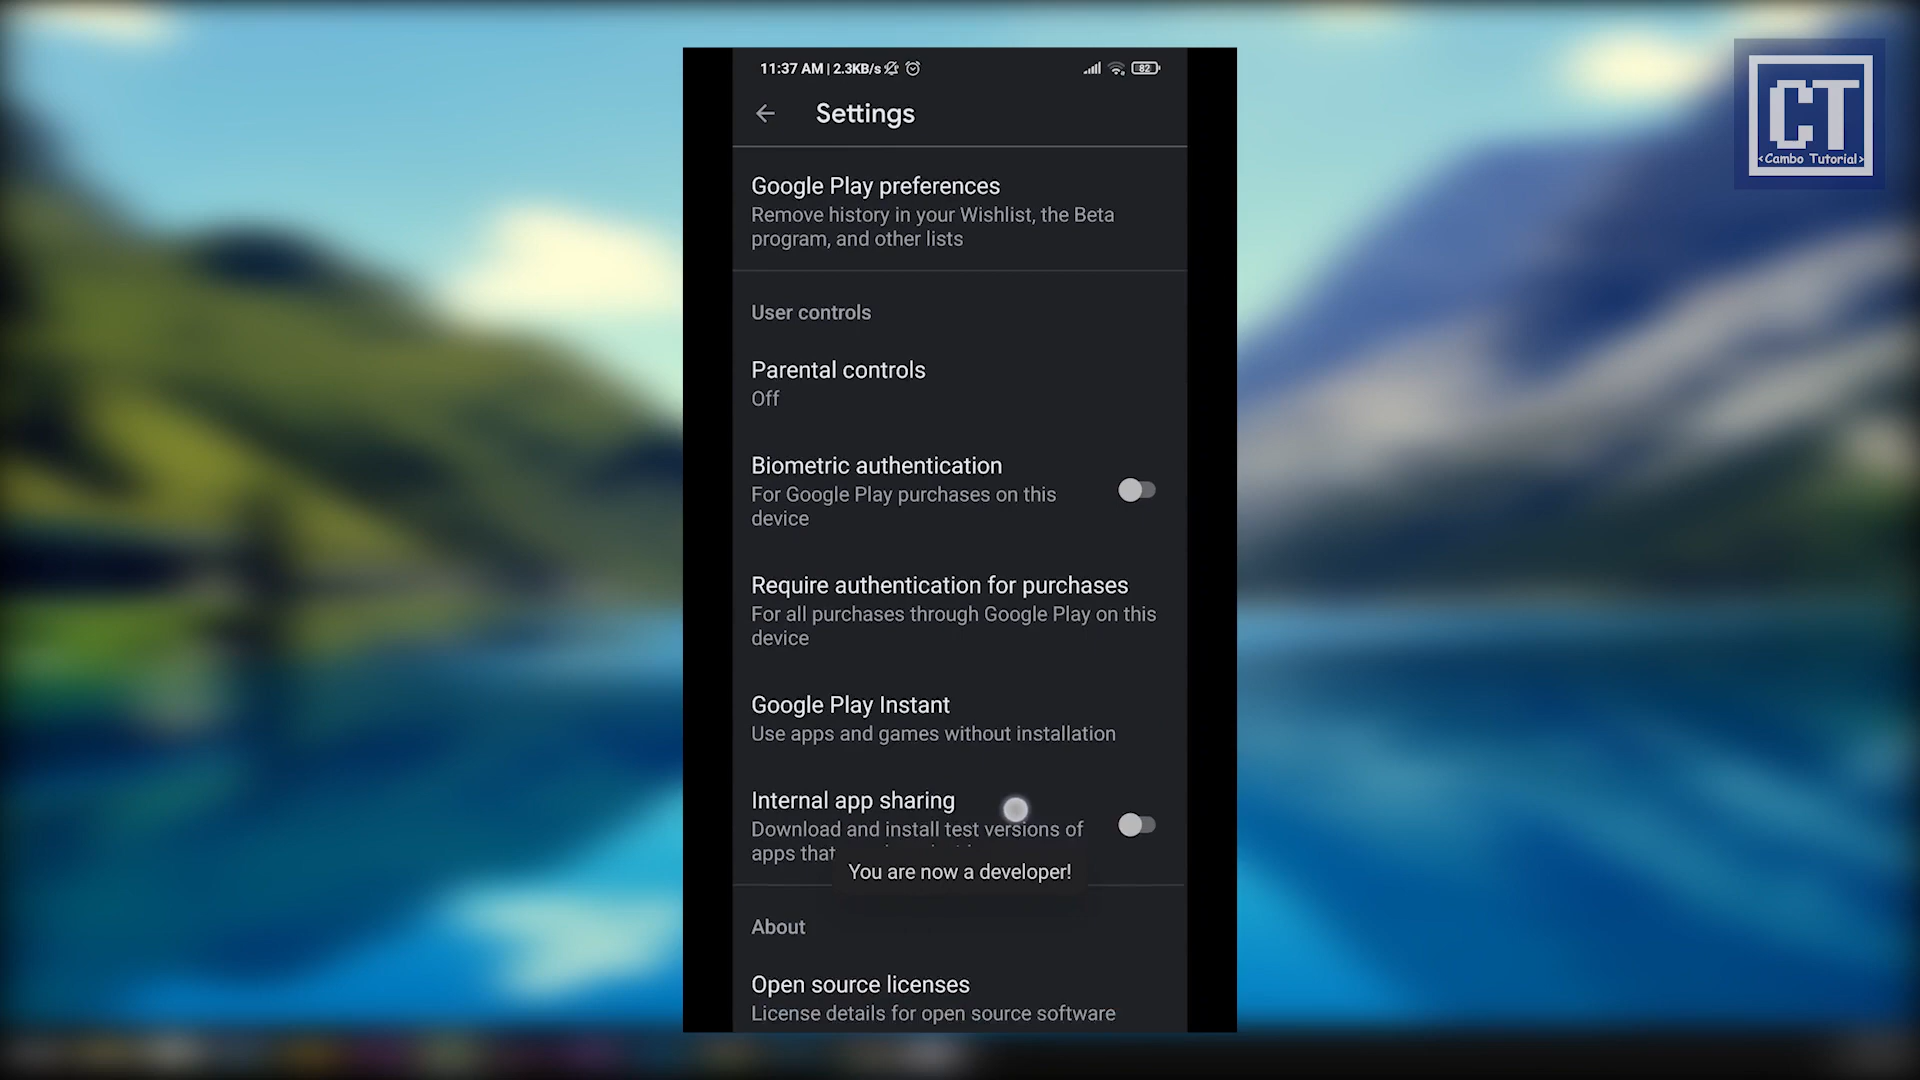 11:37 AM | 2.3KB/s
82
Settings
CT
<Cambo Tutorial>
Google Play preferences
Remove history in your Wishlist, the Beta
program, and other lists
User controls
Parental controls
Off
Biometric authentication
For Google Play purchases on this
device
Require authentication for purchases
For all purchases through Google Play on this
device
Google Play Instant
Use apps and games without installation
Internal app sharing
Download and install test versions of
apps that
You are now a developer!
About
Open source licenses
License details for open source software